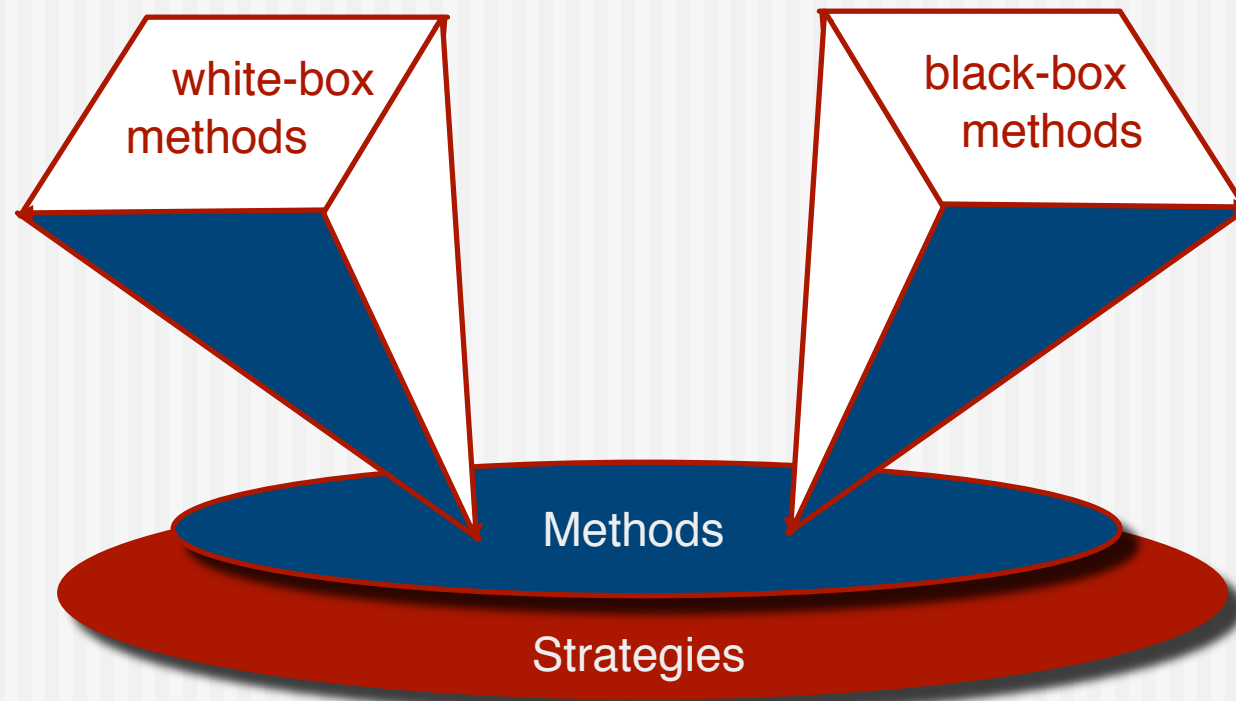 white-box
methods
black-box
methods
Methods
Strategies